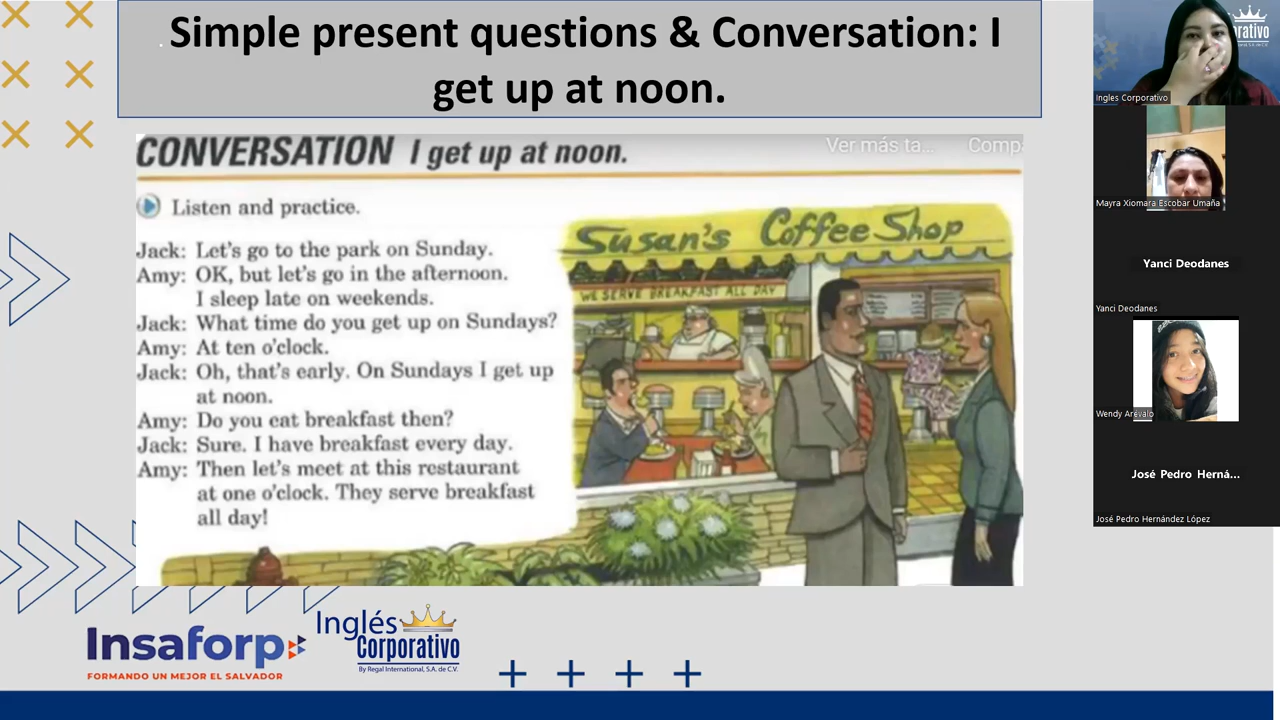 Simple present questions & Conversation: I
get up at noon.
CONVERSATION I get up at noon.
Ver más ta...
Comp
Listen and practice.
Jack: Let's go to the park on Sunday.
Amy: OK, but let's go in the afternoon.
I sleep late on weekends.
Jack: What time do you get up on Sundays?
Amy: At ten o'clock.
Jack: Oh, that's early. On Sundays I get up
at noon.
Amy: Do you eat breakfast then?
Jack: Sure. I have breakfast every day.
Amy: Then let's meet at this restaurant
at one o'clock. They serve breakfast
all day!
Susan's Coffee Shop
WE SERVE BREAKFAST ALL DAY
Insaforp
FORMANDO UN MEJOR EL SALVADOR
Inglés
Corporativo
By Regal International, S.A. de C.V.
Ingles Corporativo
Mayra Xiomara Escobar Umaña
Yanci Deodanes
Yanci Deodanes
Wendy Arévalo
José Pedro Herná...
José Pedro Hernández López